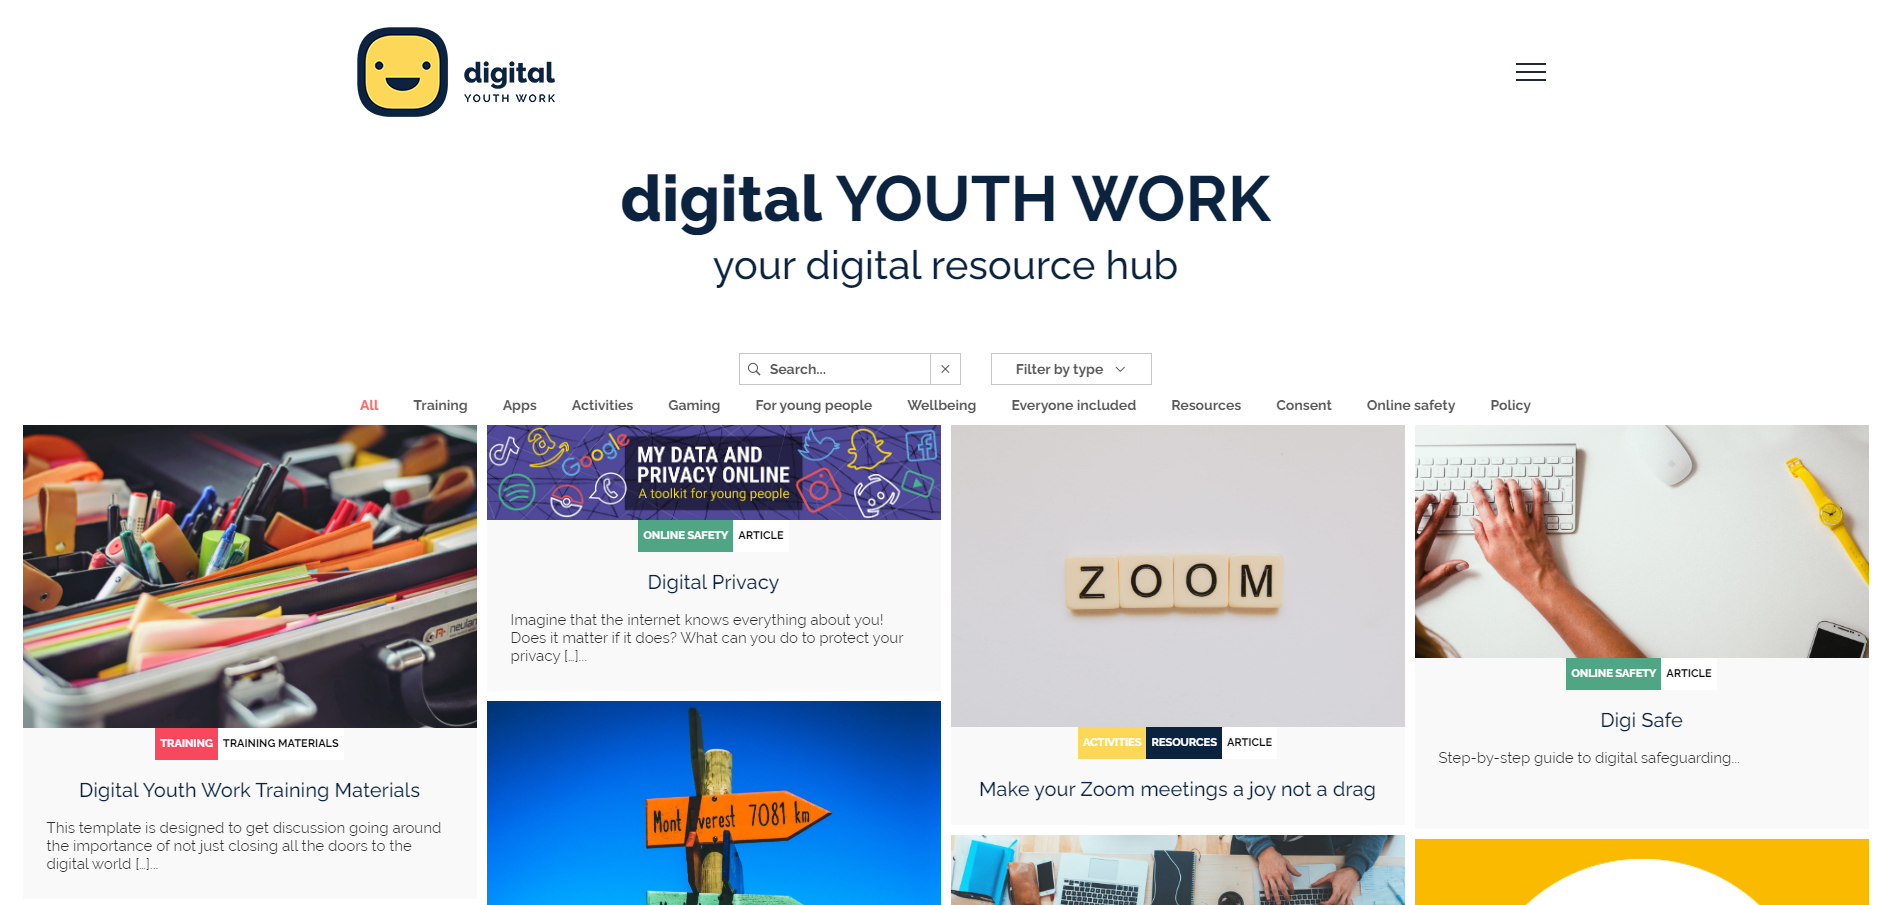 digital
YOUTH WORK
digital YOUTH WORK
your digital resource hub
Search...
Filter by type
All Training Apps Activities Gaming For young people Wellbeing Everyone included Resources Consent Online safety Policy
TRAINING TRAINING MATERIALS
Digital Youth Work Training Materials
This template is designed to get discussion going around
the importance of not just closing all the doors to the
digital world [...]...
Google
MY DATA AND
PRIVACY ONLINE
A toolkit for young people
ONLINE SAFETY ARTICLE
Digital Privacy
Imagine that the internet knows everything about you!
Does it matter if it does? What can you do to protect your
privacy [...]...
Mont Everest 7081 km
ZOOM
ACTIVITIES RESOURCES ARTICLE
Make your Zoom meetings a joy not a drag
ONLINE SAFETY ARTICLE
Digi Safe
Step-by-step guide to digital safeguarding...